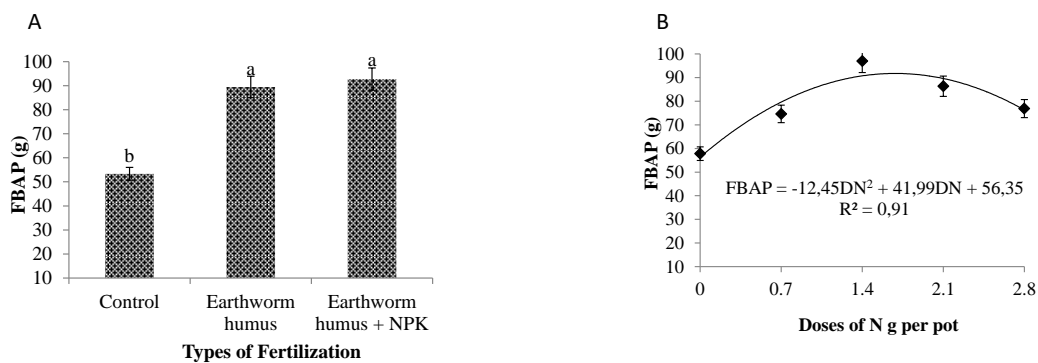 A
FBAP (g)
100
90
80
70
60
50
40
30
20
10
b
a
a
Control
Earthworm
humus
Earthworm
humus + NPK
Types of Fertilization
B
FBAP (g)
100
90
80
70
60
50
40
30
20
10
FBAP = -12,45DN² + 41,99DN + 56,35
R² = 0,91
0
0.7
1.4
2.1
2.8
Doses of N g per pot